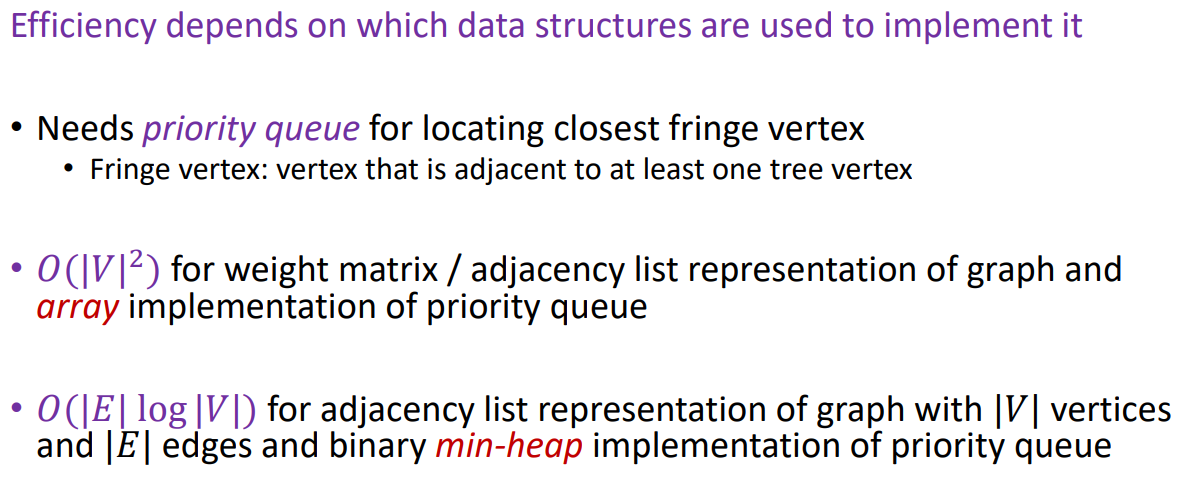 Efficiency depends on which data structures are used to implement it
• Needs priority queue for locating closest fringe vertex
• Fringe vertex: vertex that is adjacent to at least one tree vertex
• O(|V|²) for weight matrix / adjacency list representation of graph and
array implementation of priority queue
• O(|E| log|V|) for adjacency list representation of graph with |V| vertices
and |E| edges and binary min-heap implementation of priority queue